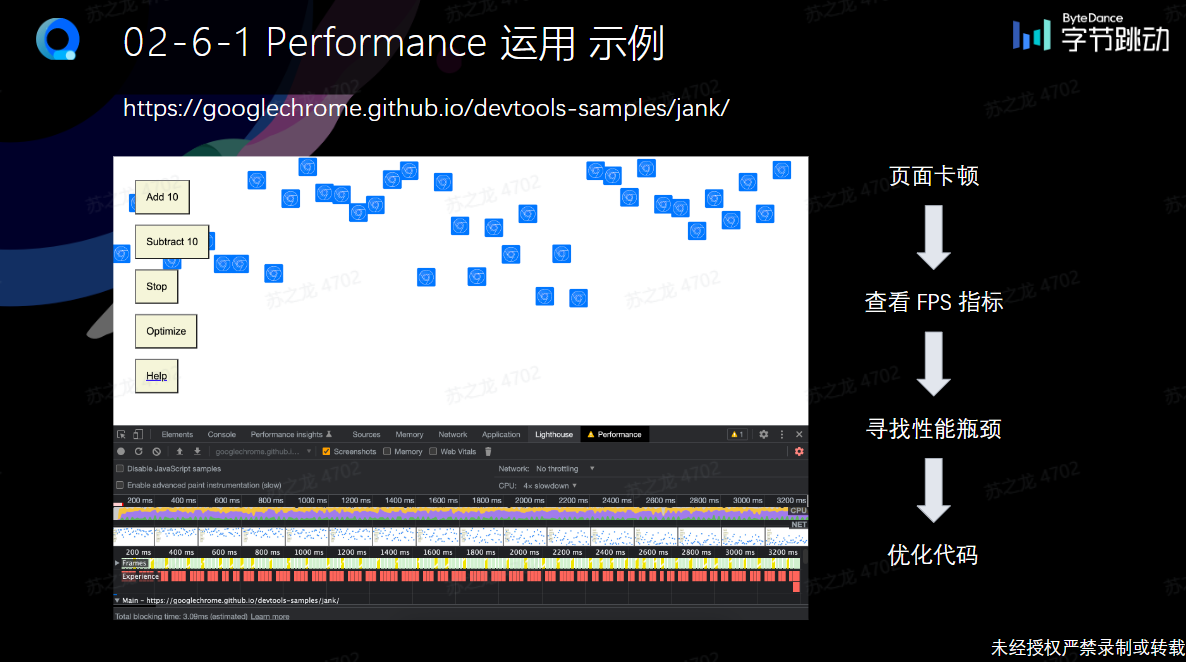 02-6-1 Performance 运用 示例
ByteDance
字节跳动
https://googlechrome.github.io/devtools-samples/jank/
Add 10
Subtract 10
Stop
Optimize
Help
Elements Console Performance insights Sources Memory Network Application Lighthouse Performance 1
googlechrome.github.i... Screenshots Memory Web Vitals
Disable JavaScript samples Network: No throttling
Enable advanced paint instrumentation (slow) CPU: 4× slowdown
200 ms 400 ms 600 ms 800 ms 1000 ms 1200 ms 1400 ms 1600 ms 1800 ms 2000 ms 2200 ms 2400 ms 2600 ms 2800 ms 3000 ms 3200 ms
CPU
NET
200 ms 400 ms 600 ms 800 ms 1000 ms 1200 ms 1400 ms 1600 ms 1800 ms 2000 ms 2200 ms 2400 ms 2600 ms 2800 ms 3000 ms 3200 ms
Frames
Experience
Main – https://googlechrome.github.io/devtools-samples/jank/
Total blocking time: 3.09ms (estimated) Learn more
页面卡顿
查看 FPS 指标
寻找性能瓶颈
优化代码
未经授权严禁录制或转载
苏之龙 4702